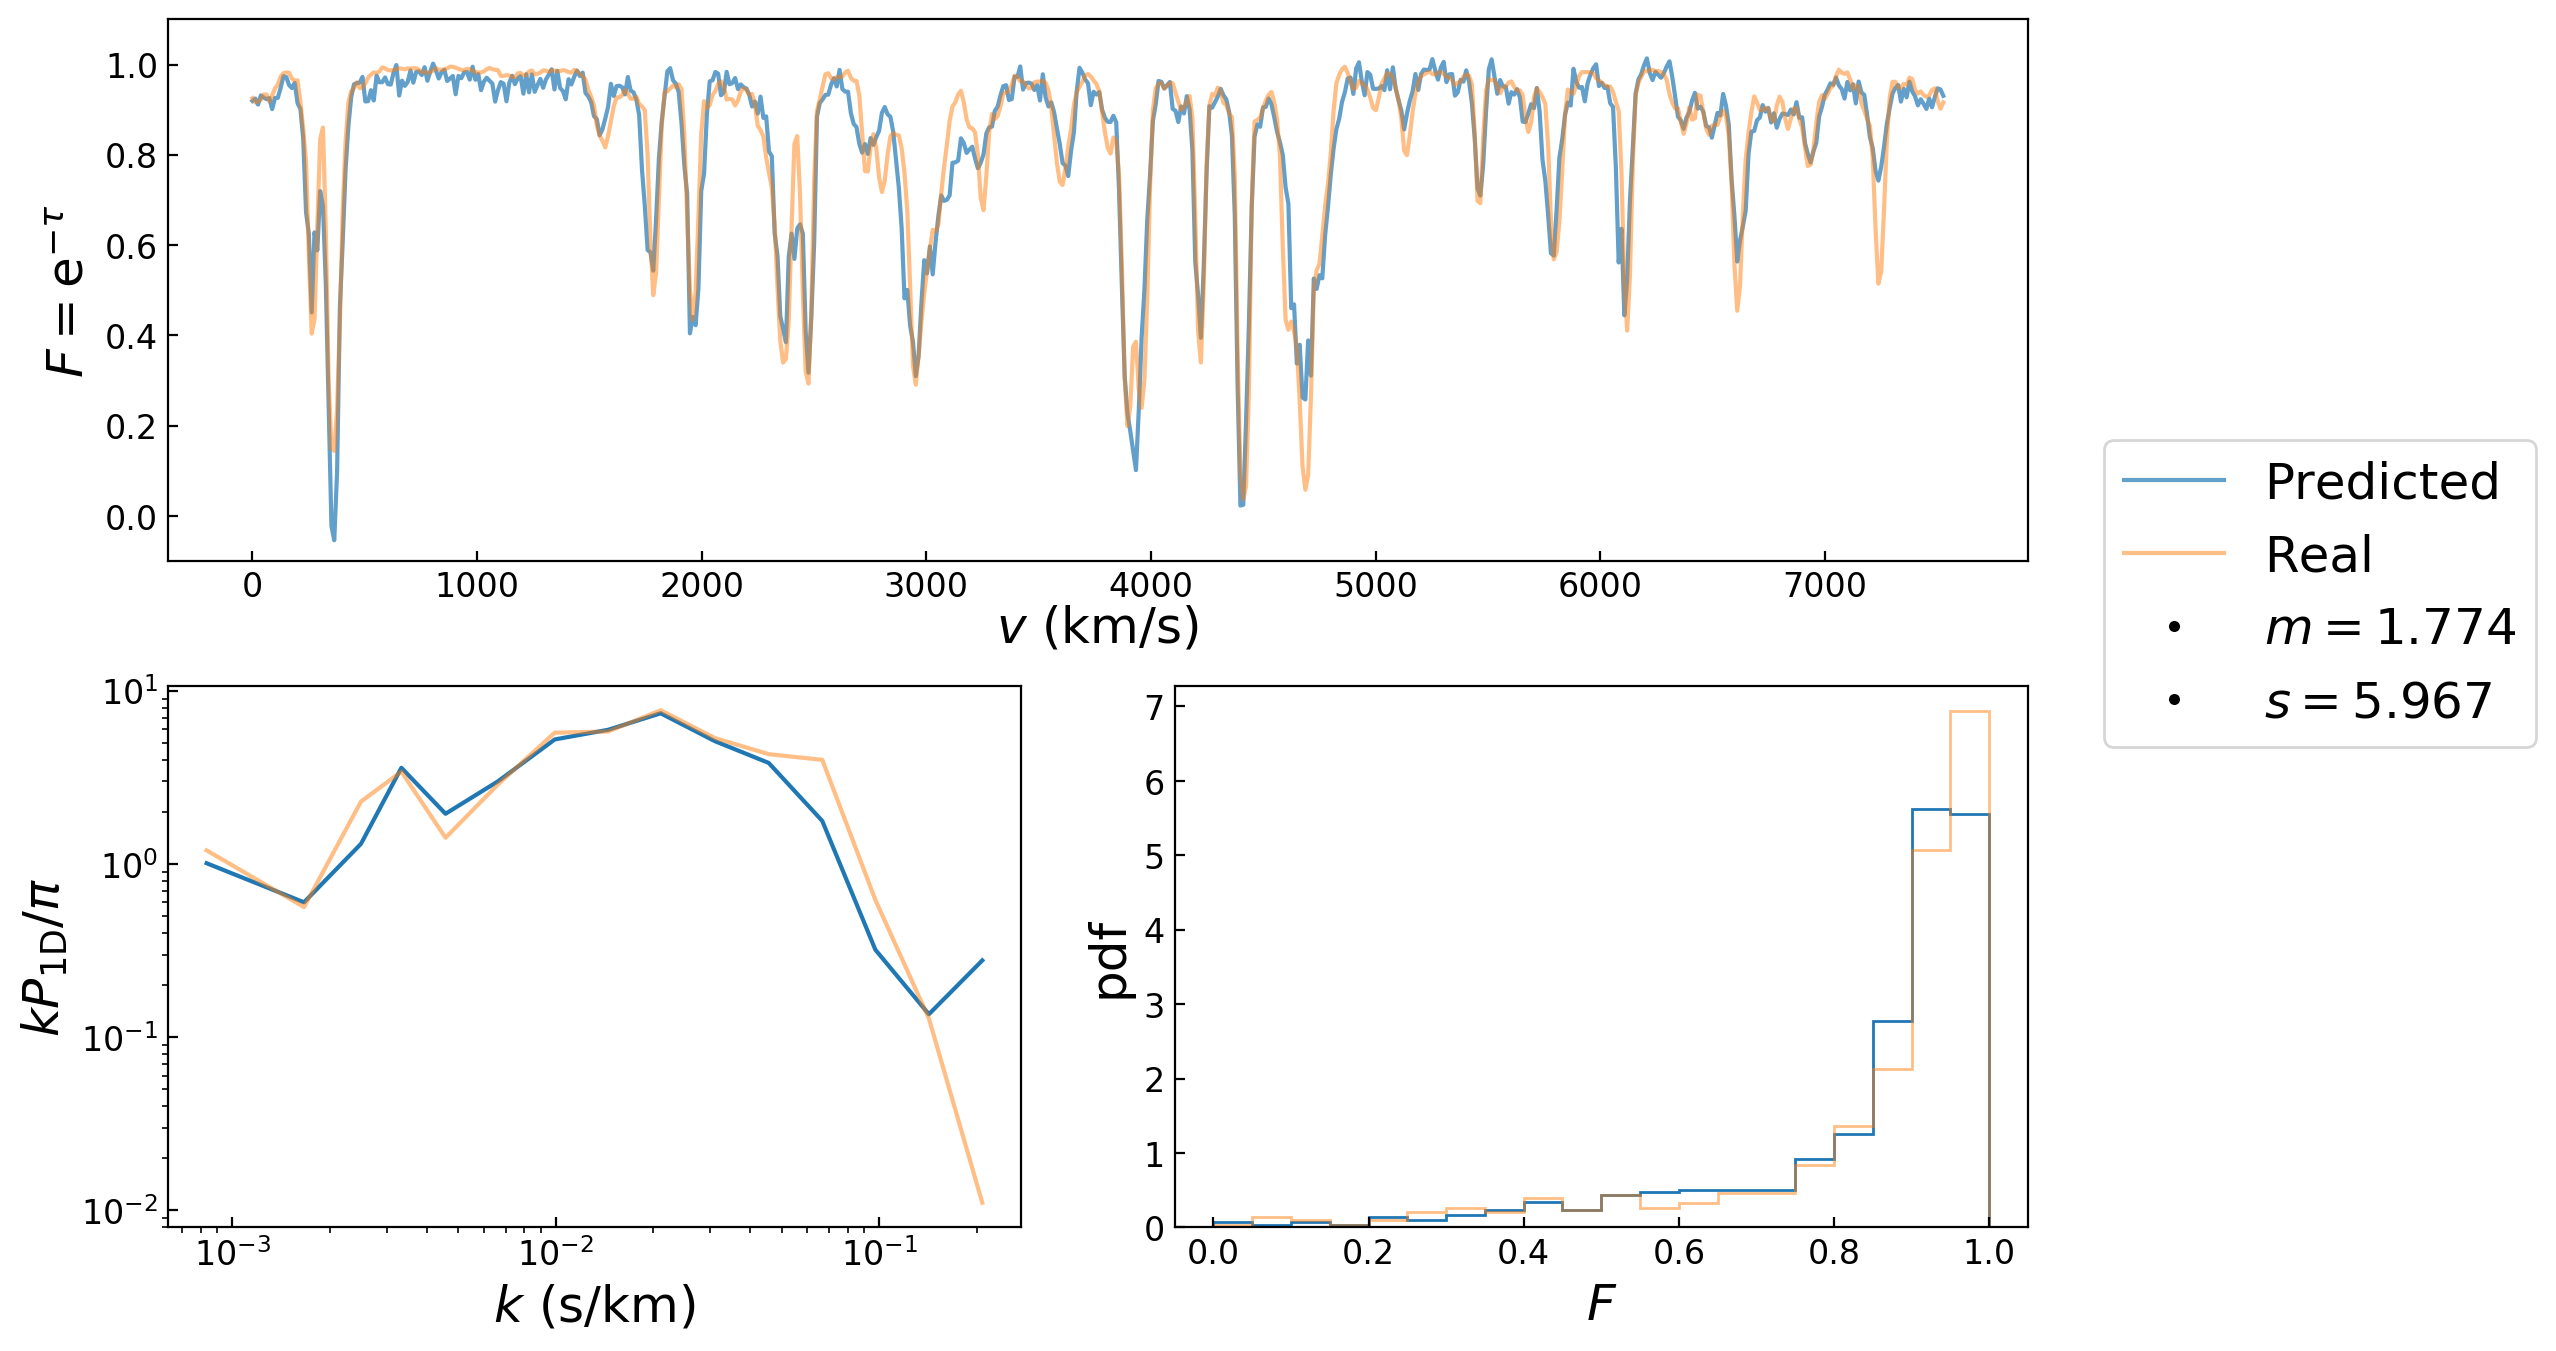 F = e^{-τ}
1.0
0.8
0.6
0.4
0.2
0.0
0 1000 2000 3000 4000 5000 6000 7000
v (km/s)
Predicted
Real
m = 1.774
s = 5.967
kP_{1D}/π
10^1
10^0
10^{-1}
10^{-2}
10^{-3} 10^{-2} 10^{-1}
k (s/km)
pdf
7
6
5
4
3
2
1
0
0.0 0.2 0.4 0.6 0.8 1.0
F